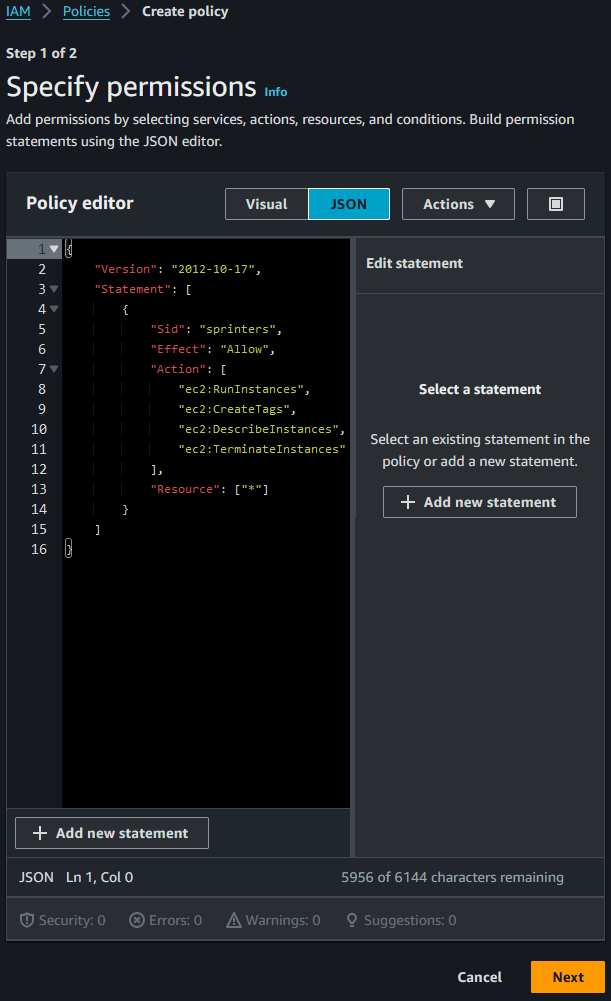 IAM > Policies > Create policy
Step 1 of 2
Specify permissions Info
Add permissions by selecting services, actions, resources, and conditions. Build permission
statements using the JSON editor.
Policy editor
Visual
JSON
Actions
1 {
2 "Version": "2012-10-17",
3 "Statement": [
4 {
5 "Sid": "sprinters",
6 "Effect": "Allow",
7 "Action": [
8 "ec2:RunInstances",
9 "ec2:CreateTags",
10 "ec2:DescribeInstances",
11 "ec2:TerminateInstances"
12 ],
13 "Resource": ["*"]
14 }
15 ]
16 }
Edit statement
Select a statement
Select an existing statement in the
policy or add a new statement.
+ Add new statement
+ Add new statement
JSON Ln 1, Col 0
5956 of 6144 characters remaining
Security: 0
Errors: 0
Warnings: 0
Suggestions: 0
Cancel
Next